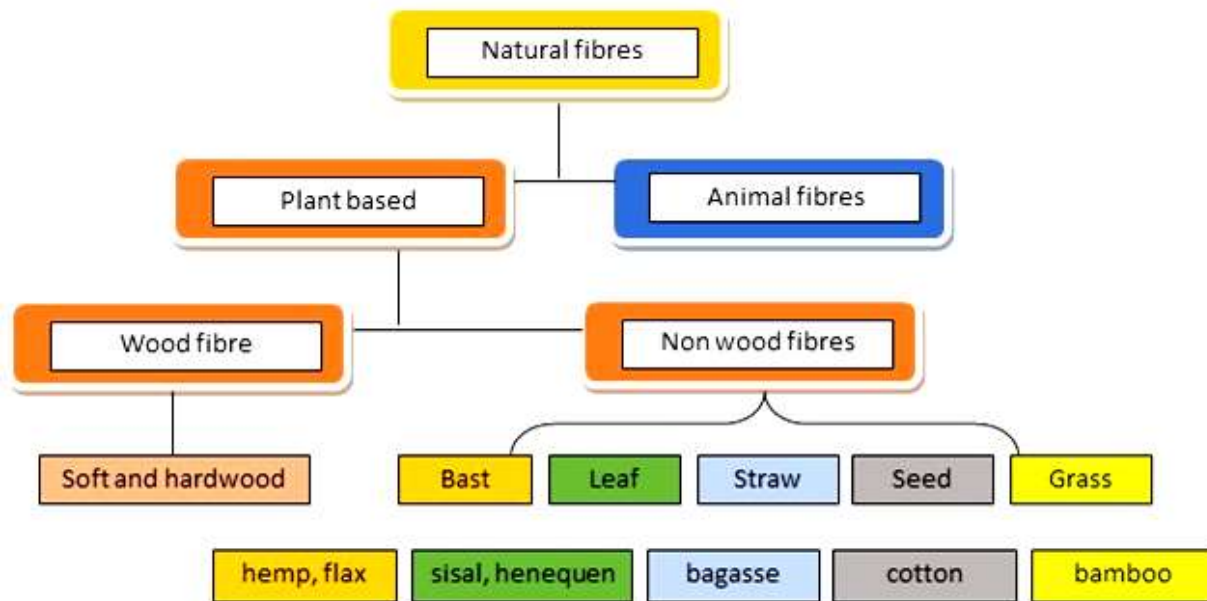 Natural fibres
Plant based
Animal fibres
Wood fibre
Non wood fibres
Soft and hardwood
Bast
Leaf
Straw
Seed
Grass
hemp, flax
sisal, henequen
bagasse
cotton
bamboo